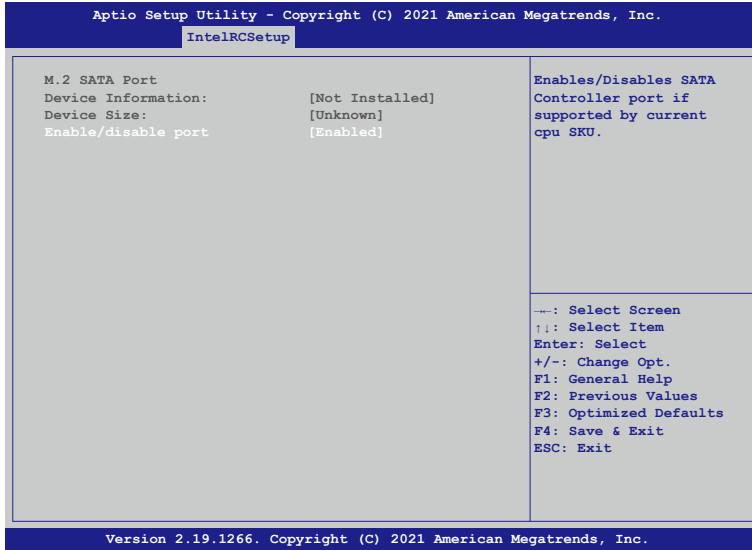 Aptio Setup Utility - Copyright (C) 2021 American Megatrends, Inc.
IntelRCSetup
M.2 SATA Port
Device Information: [Not Installed]
Device Size: [Unknown]
Enable/disable port [Enabled]
Enables/Disables SATA
Controller port if
supported by current
cpu SKU.
→←: Select Screen
↑↓: Select Item
Enter: Select
+/-: Change Opt.
F1: General Help
F2: Previous Values
F3: Optimized Defaults
F4: Save & Exit
ESC: Exit
Version 2.19.1266. Copyright (C) 2021 American Megatrends, Inc.